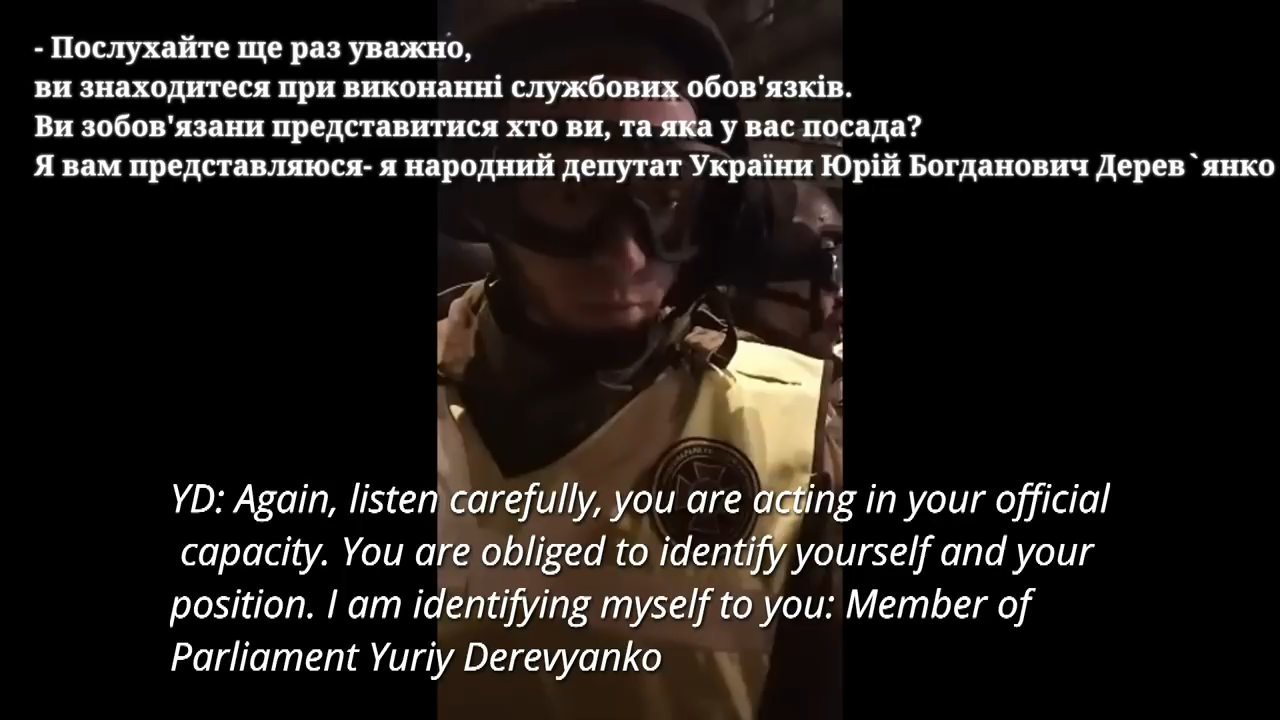 - Послухайте ще раз уважно,
ви знаходитеся при виконанні службових обов'язків.
Ви зобов'язани представитися хто ви, та яка у вас посада?
Я вам представляюся- я народний депутат України Юрій Богданович Дерев`янко
YD: Again, listen carefully, you are acting in your official
capacity. You are obliged to identify yourself and your
position. I am identifying myself to you: Member of
Parliament Yuriy Derevyanko